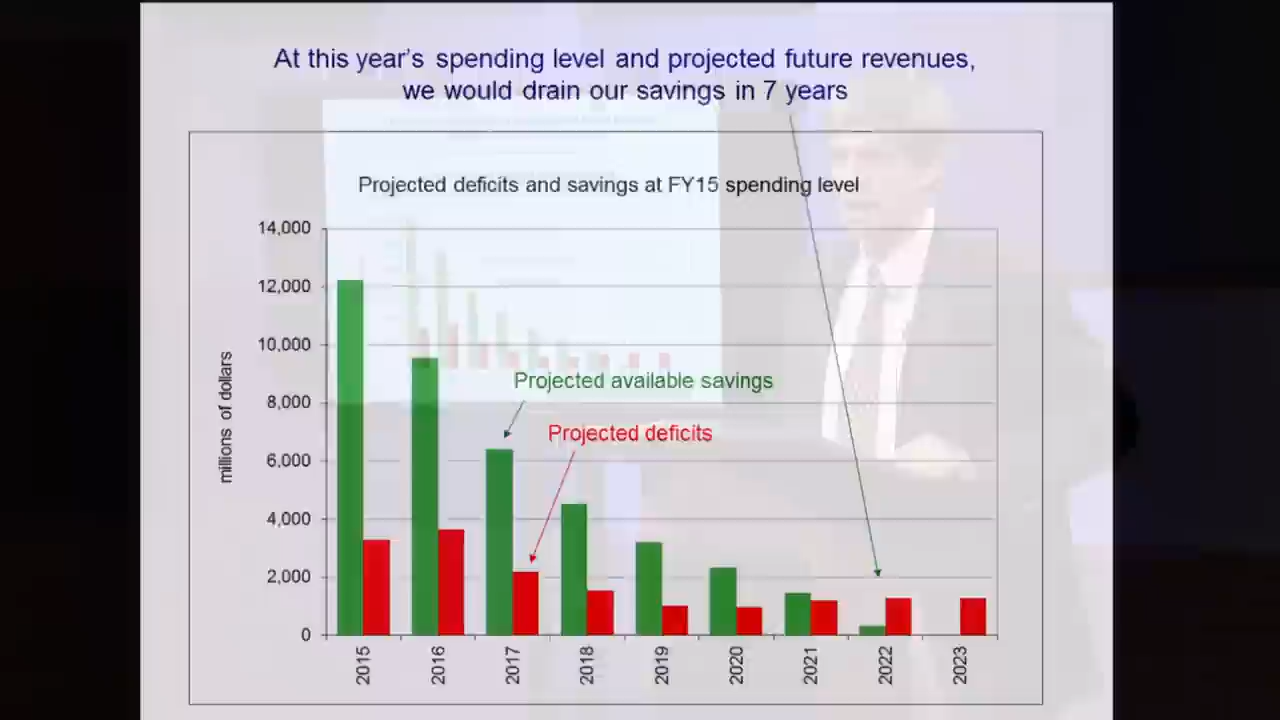 At this year's spending level and projected future revenues,
we would drain our savings in 7 years
Projected deficits and savings at FY15 spending level
14,000
12,000
10,000
8,000
6,000
4,000
2,000
0
millions of dollars
Projected available savings
Projected deficits
2015
2016
2017
2018
2019
2020
2021
2022
2023